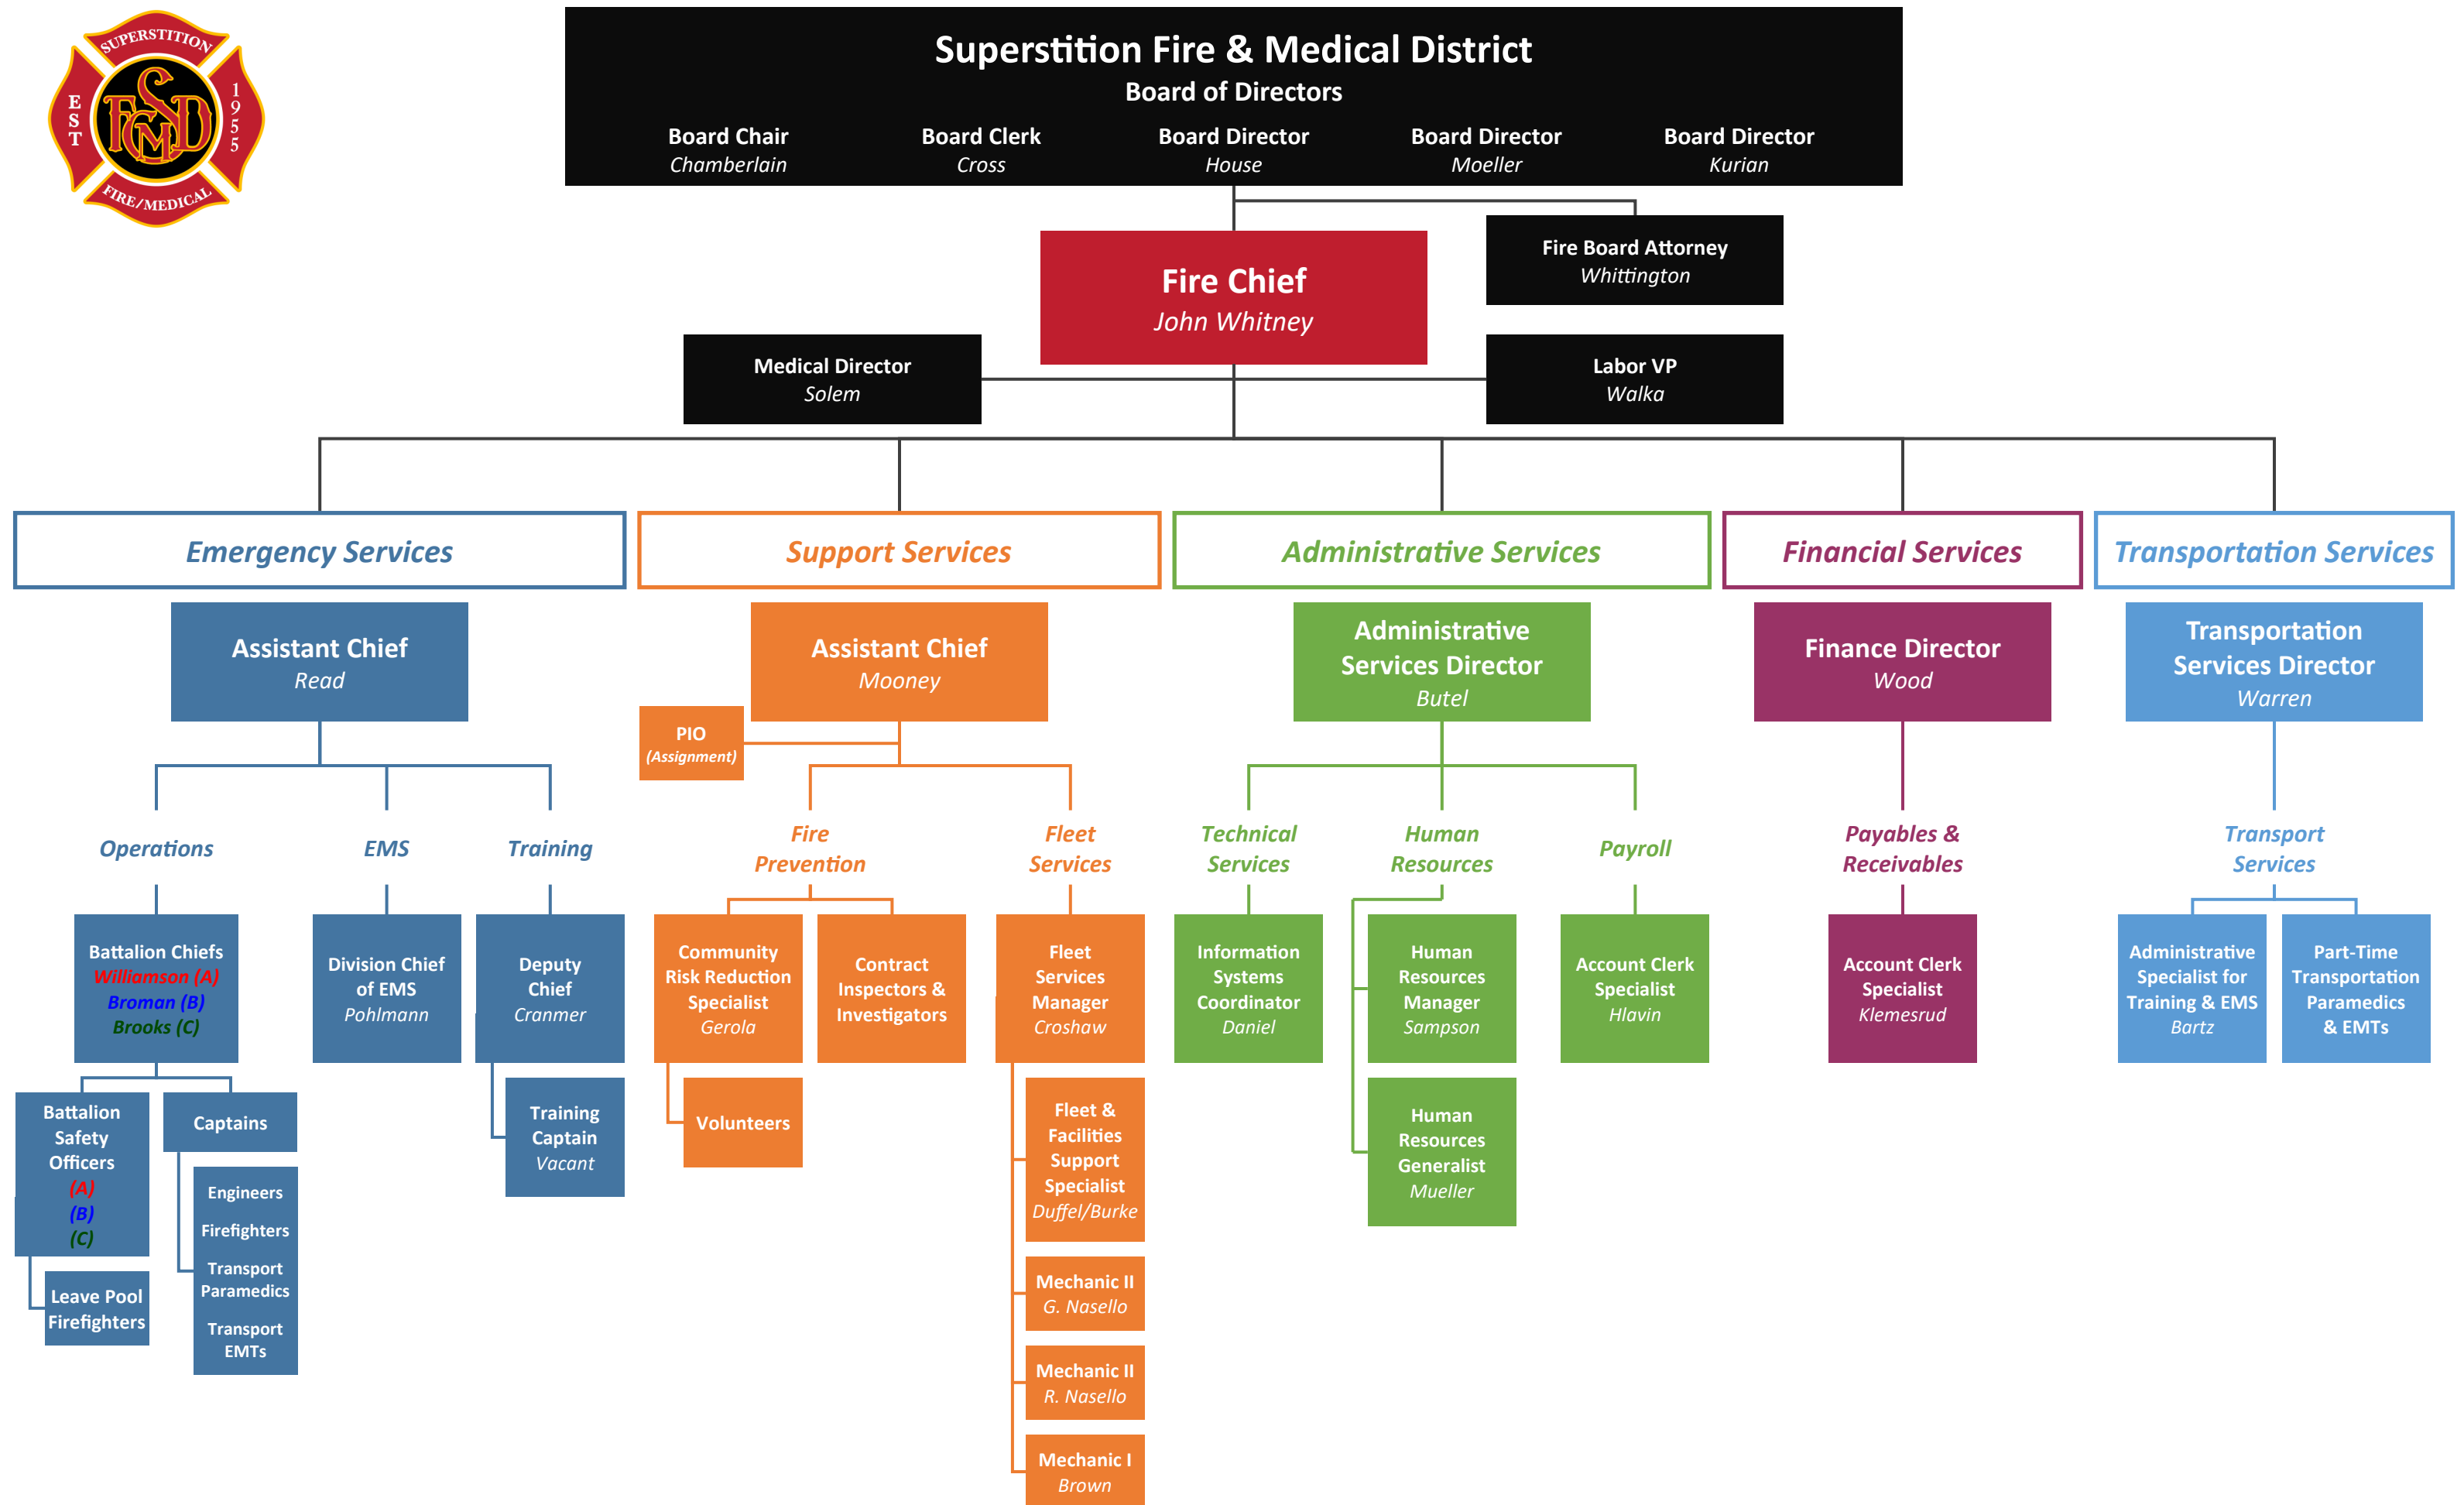 SUPERSTITION
EST
1955
FCSMD
FIRE/MEDICAL
Superstition Fire & Medical District
Board of Directors
Board Chair
Chamberlain
Board Clerk
Cross
Board Director
House
Board Director
Moeller
Board Director
Kurian
Fire Board Attorney
Whittington
Fire Chief
John Whitney
Medical Director
Solem
Labor VP
Walka
Emergency Services
Assistant Chief
Read
Operations
Battalion Chiefs
Williamson (A)
Broman (B)
Brooks (C)
Battalion
Safety
Officers
(A)
(B)
(C)
Leave Pool
Firefighters
Captains
Engineers
Firefighters
Transport
Paramedics
Transport
EMTs
EMS
Division Chief
of EMS
Pohlmann
Training
Deputy
Chief
Cranmer
Training
Captain
Vacant
Support Services
Assistant Chief
Mooney
PIO
(Assignment)
Fire
Prevention
Community
Risk Reduction
Specialist
Gerola
Volunteers
Contract
Inspectors &
Investigators
Fleet
Services
Fleet
Services
Manager
Croshaw
Fleet &
Facilities
Support
Specialist
Duffel/Burke
Mechanic II
G. Nasello
Mechanic II
R. Nasello
Mechanic I
Brown
Administrative Services
Administrative
Services Director
Butel
Technical
Services
Information
Systems
Coordinator
Daniel
Human
Resources
Human
Resources
Manager
Sampson
Human
Resources
Generalist
Mueller
Payroll
Account Clerk
Specialist
Hlavin
Financial Services
Finance Director
Wood
Payables &
Receivables
Account Clerk
Specialist
Klemesrud
Transportation Services
Transportation
Services Director
Warren
Transport
Services
Administrative
Specialist for
Training & EMS
Bartz
Part-Time
Transportation
Paramedics
& EMTs